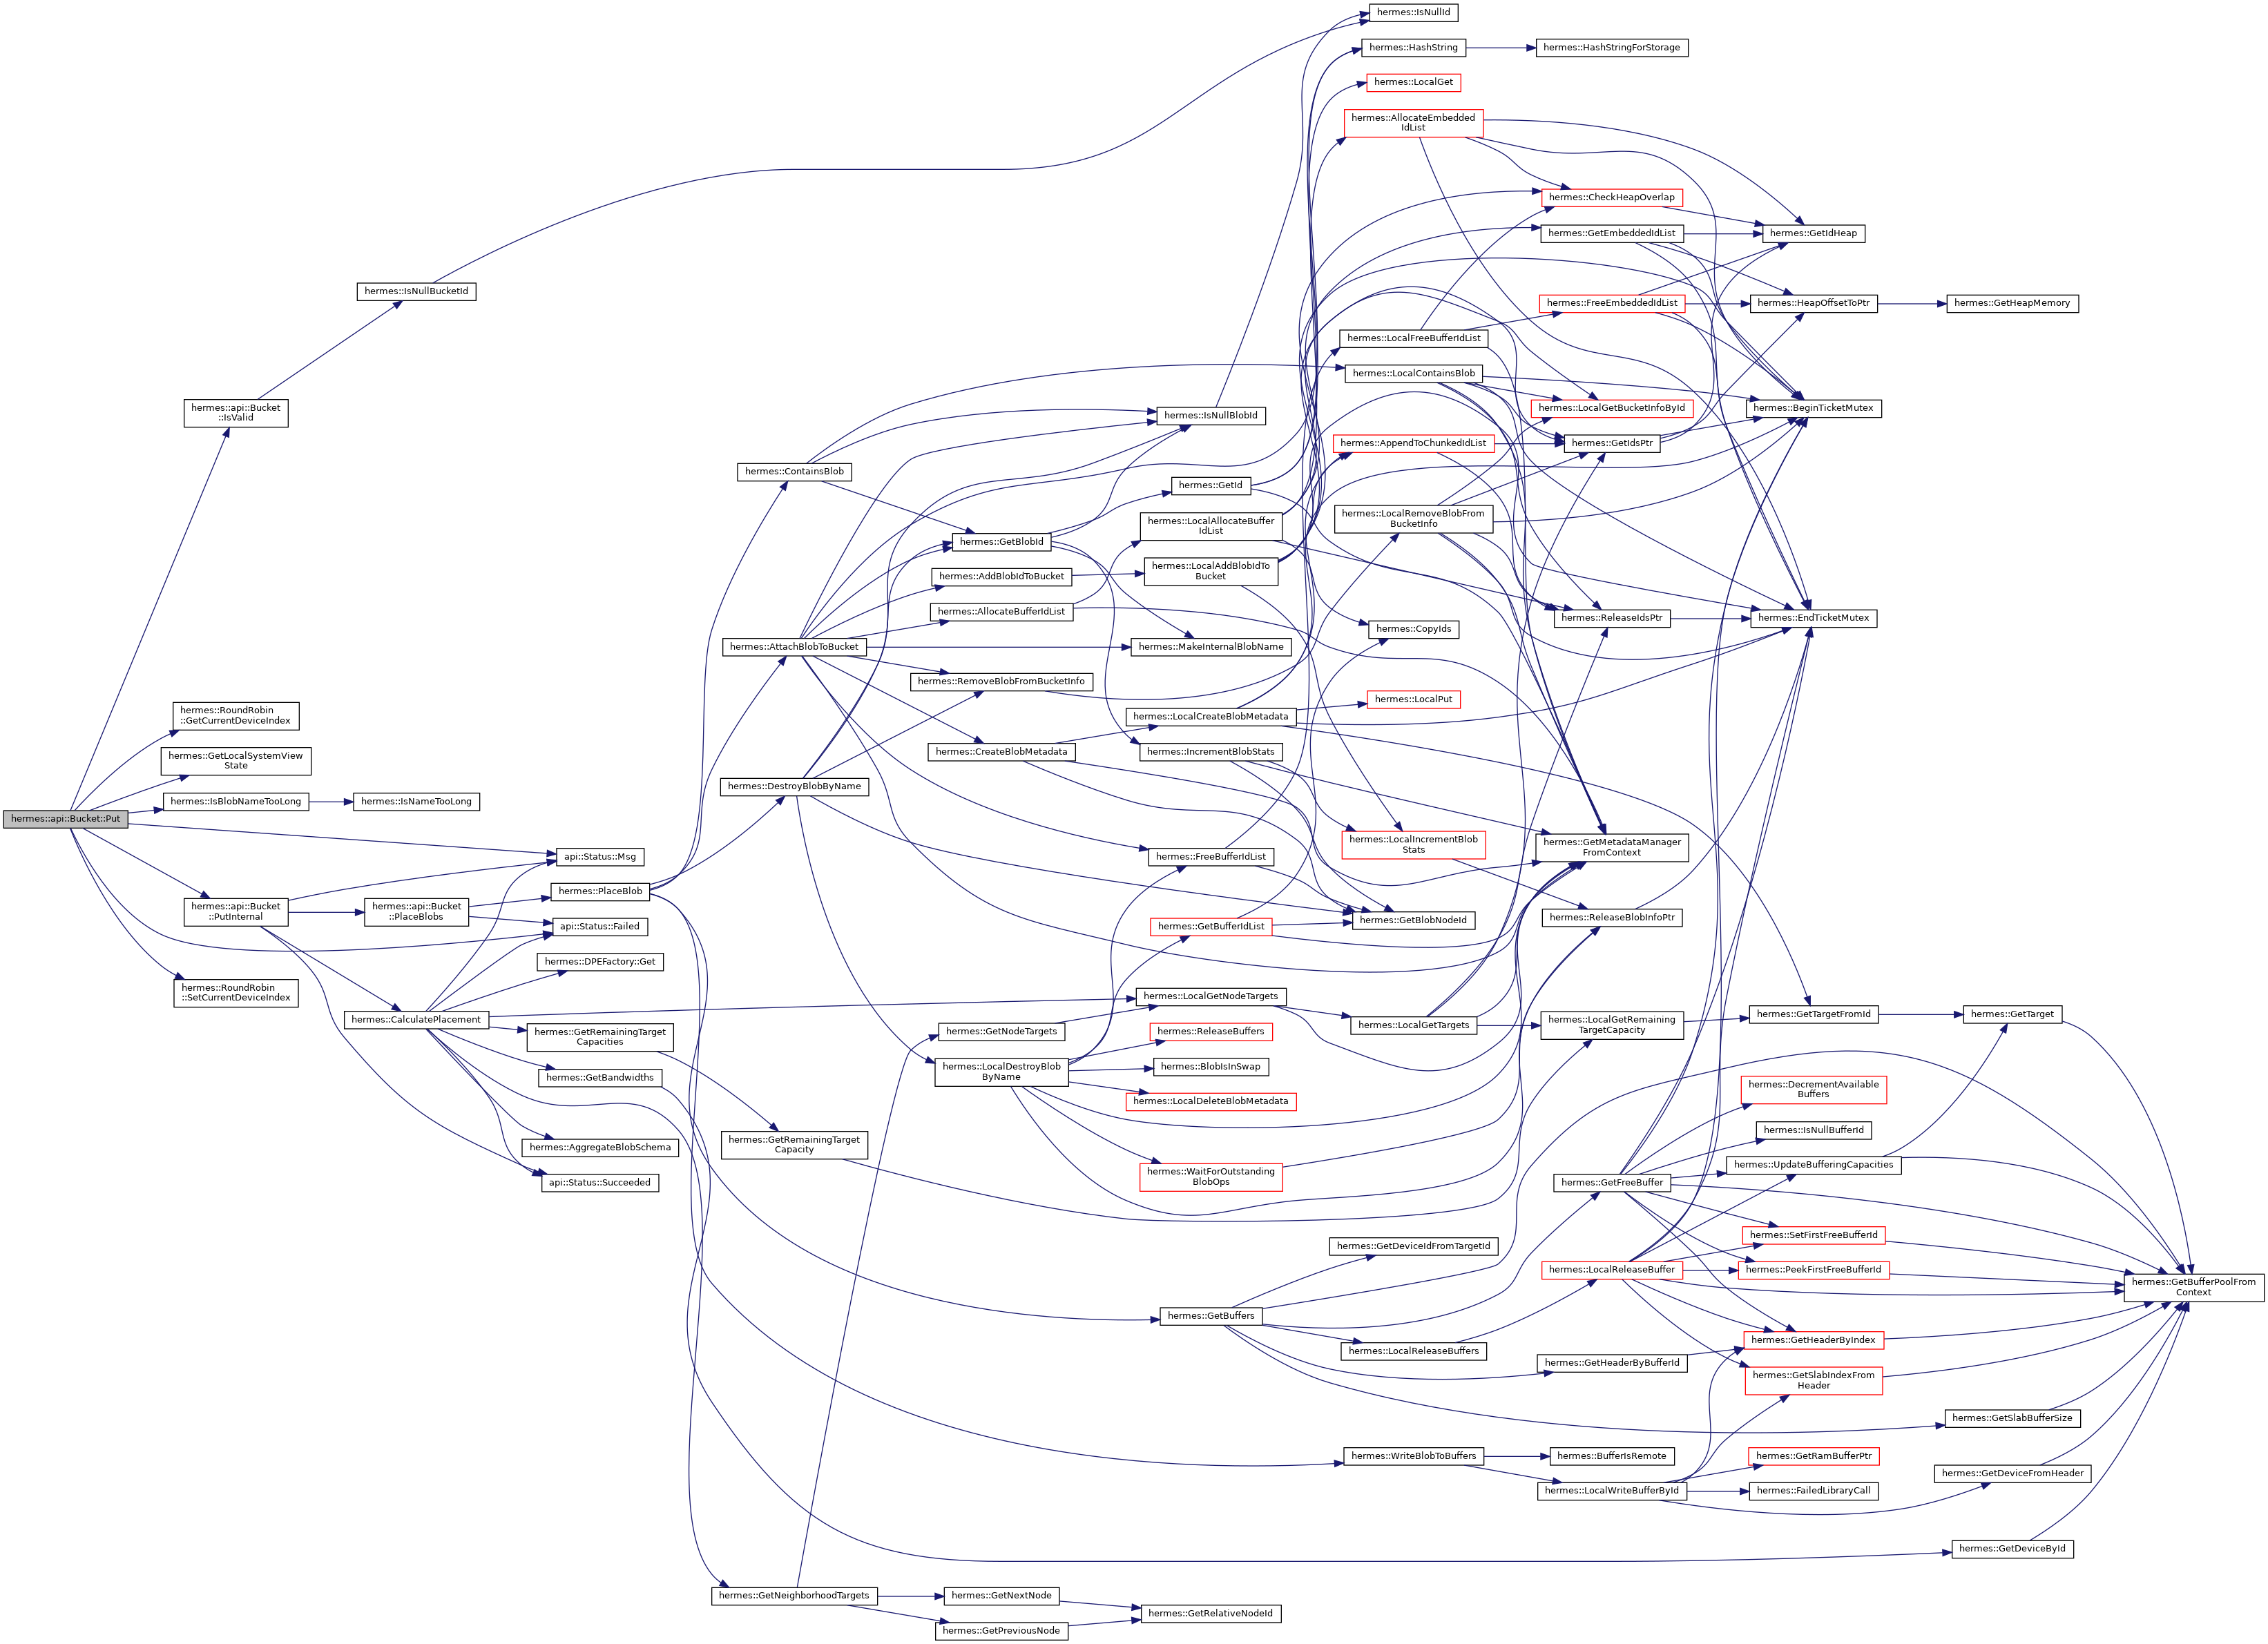 hermes::api::Bucket::Put
hermes::api::Bucket
::IsValid
hermes::RoundRobin
::GetCurrentDeviceIndex
hermes::GetLocalSystemView
State
hermes::IsBlobNameTooLong
hermes::api::Bucket
::PutInternal
hermes::RoundRobin
::SetCurrentDeviceIndex
hermes::IsNullBucketId
hermes::IsNameTooLong
hermes::api::Bucket
::PlaceBlobs
hermes::CalculatePlacement
api::Status::Msg
hermes::PlaceBlob
api::Status::Failed
hermes::DPEFactory::Get
hermes::GetRemainingTarget
Capacities
hermes::GetBandwidths
hermes::AggregateBlobSchema
api::Status::Succeeded
hermes::ContainsBlob
hermes::AttachBlobToBucket
hermes::DestroyBlobByName
hermes::GetRemainingTarget
Capacity
hermes::GetNeighborhoodTargets
hermes::GetBlobId
hermes::AddBlobIdToBucket
hermes::AllocateBufferIdList
hermes::RemoveBlobFromBucketInfo
hermes::CreateBlobMetadata
hermes::GetNodeTargets
hermes::LocalDestroyBlob
ByName
hermes::GetNextNode
hermes::GetPreviousNode
hermes::IsNullBlobId
hermes::GetId
hermes::LocalAllocateBuffer
IdList
hermes::LocalAddBlobIdTo
Bucket
hermes::MakeInternalBlobName
hermes::LocalCreateBlobMetadata
hermes::IncrementBlobStats
hermes::FreeBufferIdList
hermes::GetBufferIdList
hermes::LocalGetNodeTargets
hermes::ReleaseBuffers
hermes::BlobIsInSwap
hermes::LocalDeleteBlobMetadata
hermes::WaitForOutstanding
BlobOps
hermes::GetBuffers
hermes::GetRelativeNodeId
hermes::IsNullId
hermes::HashString
hermes::LocalGet
hermes::AllocateEmbedded
IdList
hermes::LocalFreeBufferIdList
hermes::LocalContainsBlob
hermes::AppendToChunkedIdList
hermes::LocalRemoveBlobFrom
BucketInfo
hermes::CopyIds
hermes::LocalPut
hermes::LocalIncrementBlob
Stats
hermes::GetBlobNodeId
hermes::LocalGetTargets
hermes::GetDeviceIdFromTargetId
hermes::LocalReleaseBuffers
hermes::WriteBlobToBuffers
hermes::HashStringForStorage
hermes::CheckHeapOverlap
hermes::GetEmbeddedIdList
hermes::FreeEmbeddedIdList
hermes::LocalGetBucketInfoById
hermes::GetIdsPtr
hermes::ReleaseIdsPtr
hermes::GetMetadataManager
FromContext
hermes::ReleaseBlobInfoPtr
hermes::LocalGetRemaining
TargetCapacity
hermes::GetFreeBuffer
hermes::LocalReleaseBuffer
hermes::GetHeaderByBufferId
hermes::BufferIsRemote
hermes::LocalWriteBufferById
hermes::GetIdHeap
hermes::HeapOffsetToPtr
hermes::BeginTicketMutex
hermes::EndTicketMutex
hermes::GetTargetFromId
hermes::DecrementAvailable
Buffers
hermes::IsNullBufferId
hermes::UpdateBufferingCapacities
hermes::SetFirstFreeBufferId
hermes::PeekFirstFreeBufferId
hermes::GetHeaderByIndex
hermes::GetSlabIndexFrom
Header
hermes::GetRamBufferPtr
hermes::FailedLibraryCall
hermes::GetHeapMemory
hermes::GetTarget
hermes::GetSlabBufferSize
hermes::GetDeviceFromHeader
hermes::GetDeviceById
hermes::GetBufferPoolFrom
Context